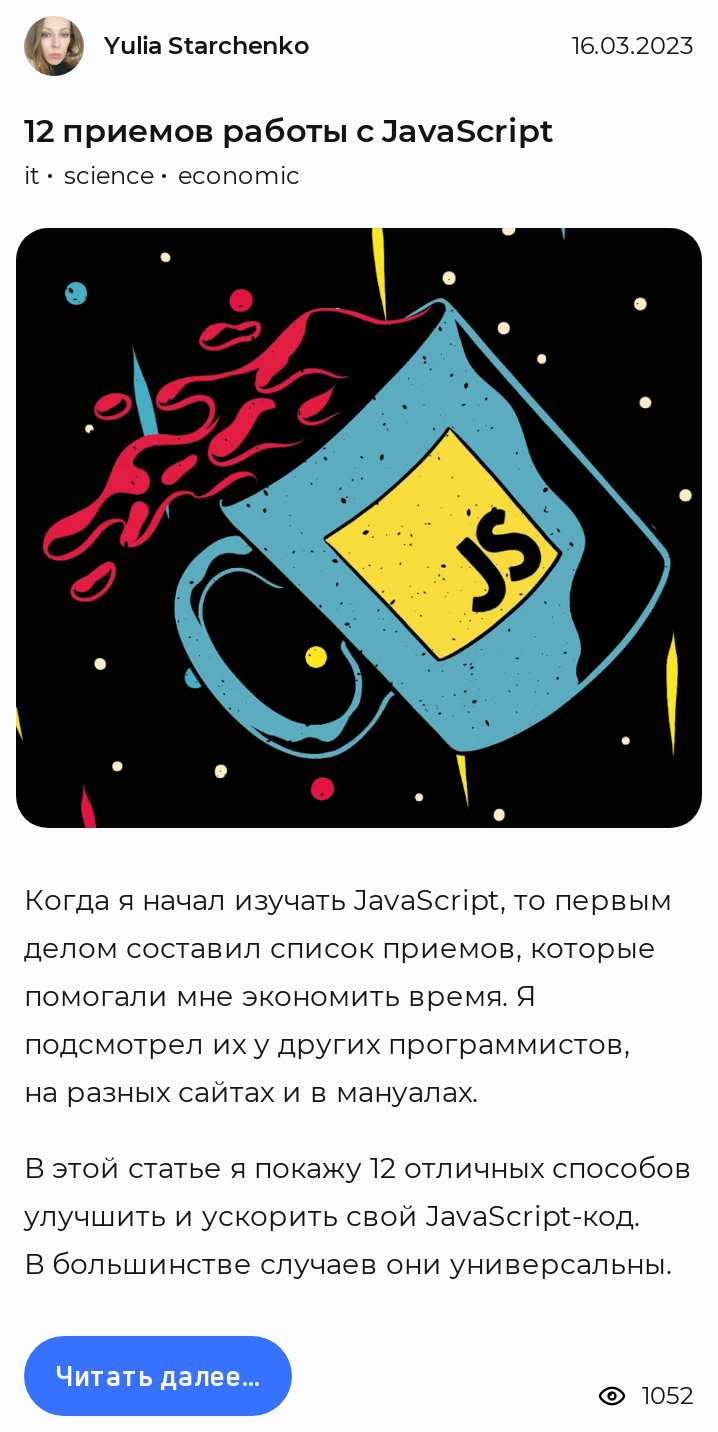 Yulia Starchenko
16.03.2023
12 приемов работы с JavaScript
it • science • economic
JS
Когда я начал изучать JavaScript, то первым
делом составил список приемов, которые
помогали мне экономить время. Я
подсмотрел их у других программистов,
на разных сайтах и в мануалах.
В этой статье я покажу 12 отличных способов
улучшить и ускорить свой JavaScript-код.
В большинстве случаев они универсальны.
Читать далее...
1052